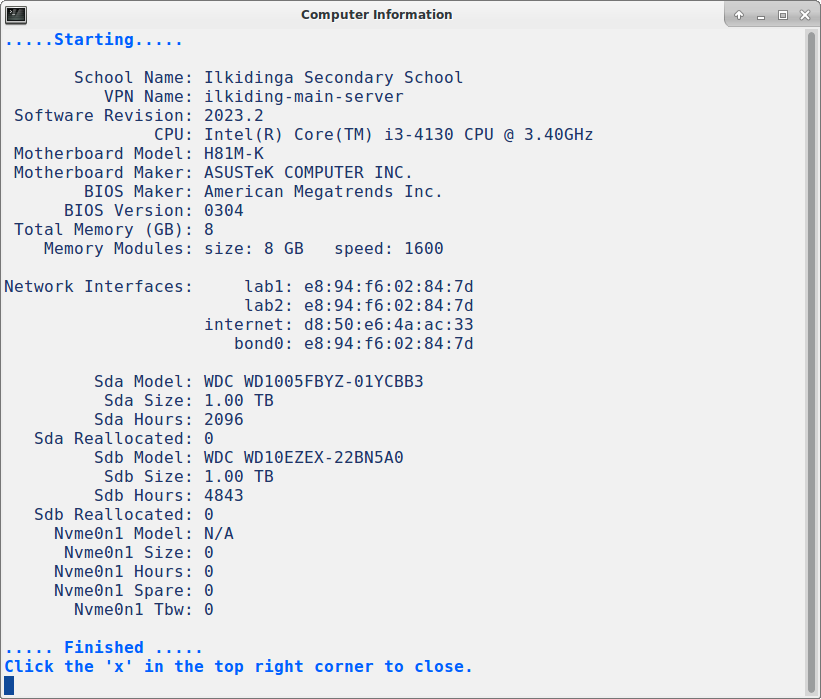 Computer Information
.....Starting.....
School Name: Ilkidinga Secondary School
VPN Name: ilkiding-main-server
Software Revision: 2023.2
CPU: Intel(R) Core(TM) i3-4130 CPU @ 3.40GHz
Motherboard Model: H81M-K
Motherboard Maker: ASUSTeK COMPUTER INC.
BIOS Maker: American Megatrends Inc.
BIOS Version: 0304
Total Memory (GB): 8
Memory Modules: size: 8 GB   speed: 1600
Network Interfaces:     lab1: e8:94:f6:02:84:7d
lab2: e8:94:f6:02:84:7d
internet: d8:50:e6:4a:ac:33
bond0: e8:94:f6:02:84:7d
Sda Model: WDC WD1005FBYZ-01YCBB3
Sda Size: 1.00 TB
Sda Hours: 2096
Sda Reallocated: 0
Sdb Model: WDC WD10EZEX-22BN5A0
Sdb Size: 1.00 TB
Sdb Hours: 4843
Sdb Reallocated: 0
Nvme0n1 Model: N/A
Nvme0n1 Size: 0
Nvme0n1 Hours: 0
Nvme0n1 Spare: 0
Nvme0n1 Tbw: 0
..... Finished .....
Click the 'x' in the top right corner to close.